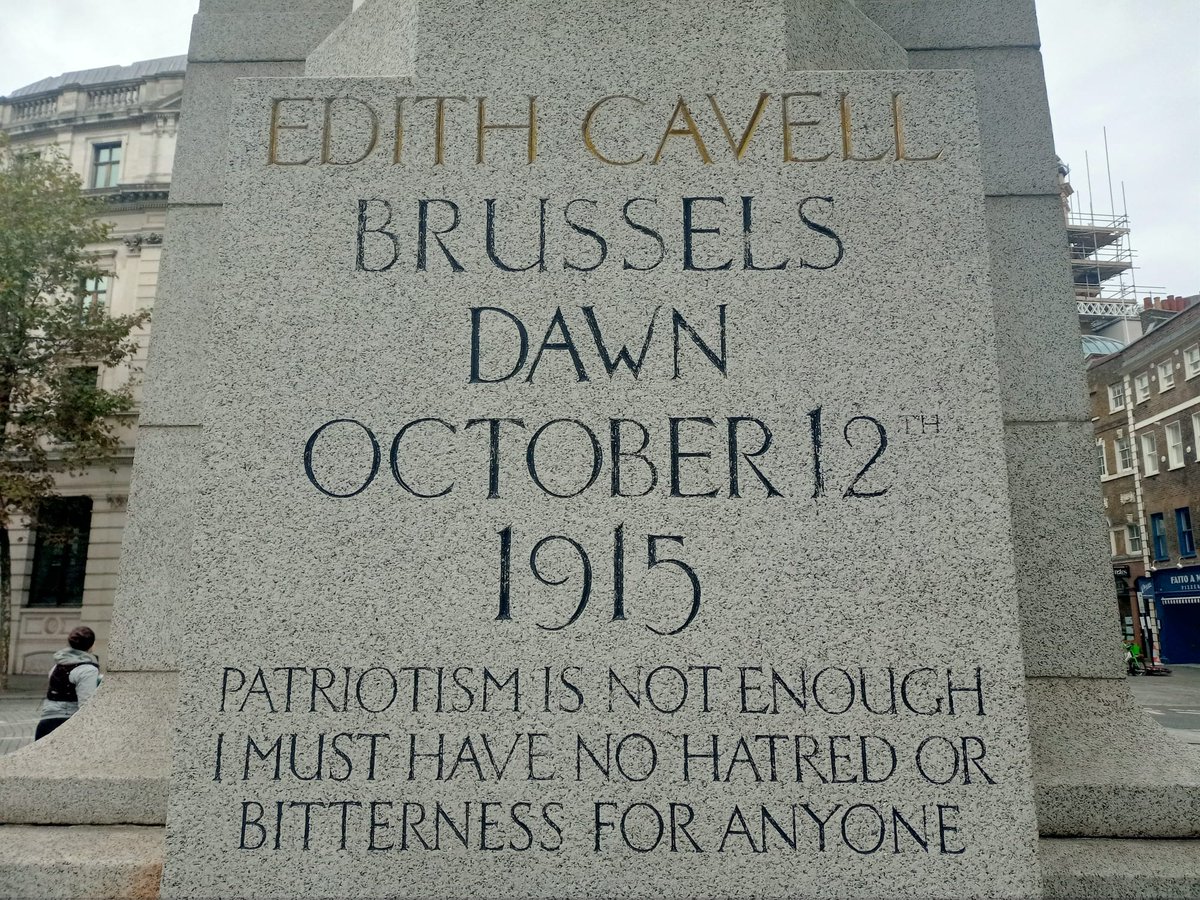 EDITH CAVELL
BRUSSELS
DAWN
OCTOBER 12TH
1915
PATRIOTISM IS NOT ENOUGH
I MUST HAVE NO HATRED OR
BITTERNESS FOR ANYONE
FATTO A